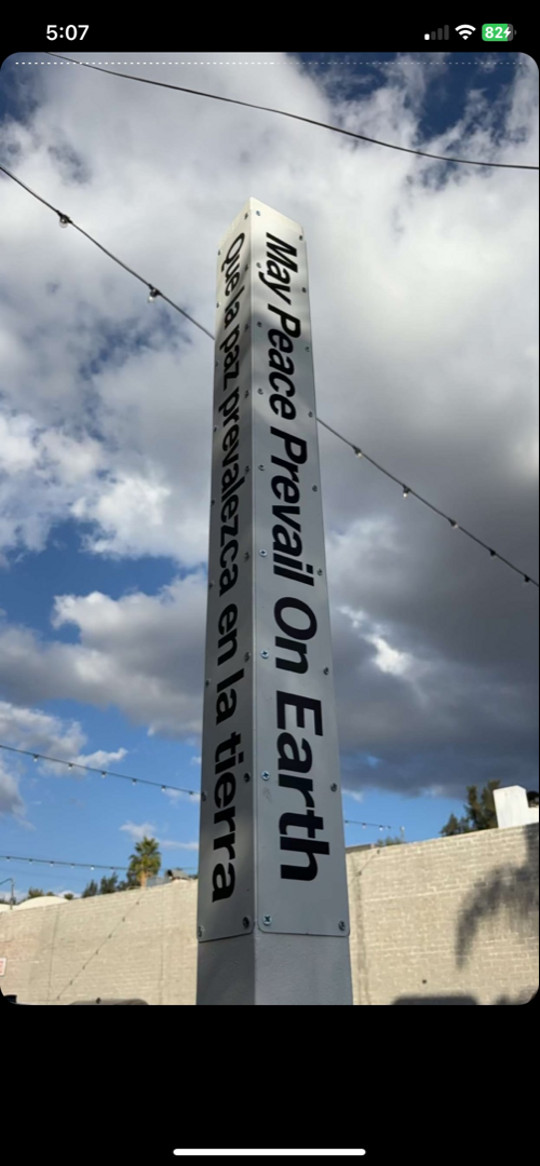 5:07
82
Que la paz prevalezca en la tierra
May Peace Prevail On Earth